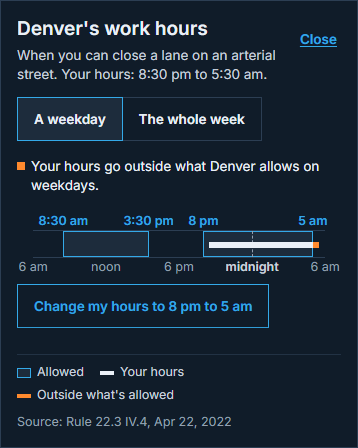 Denver's work hours
When you can close a lane on an arterial
street. Your hours: 8:30 pm to 5:30 am.
Close
A weekday
The whole week
Your hours go outside what Denver allows on
weekdays.
8:30 am 3:30 pm 8 pm 5 am
6 am noon 6 pm midnight 6 am
Change my hours to 8 pm to 5 am
Allowed Your hours
Outside what's allowed
Source: Rule 22.3 IV.4, Apr 22, 2022